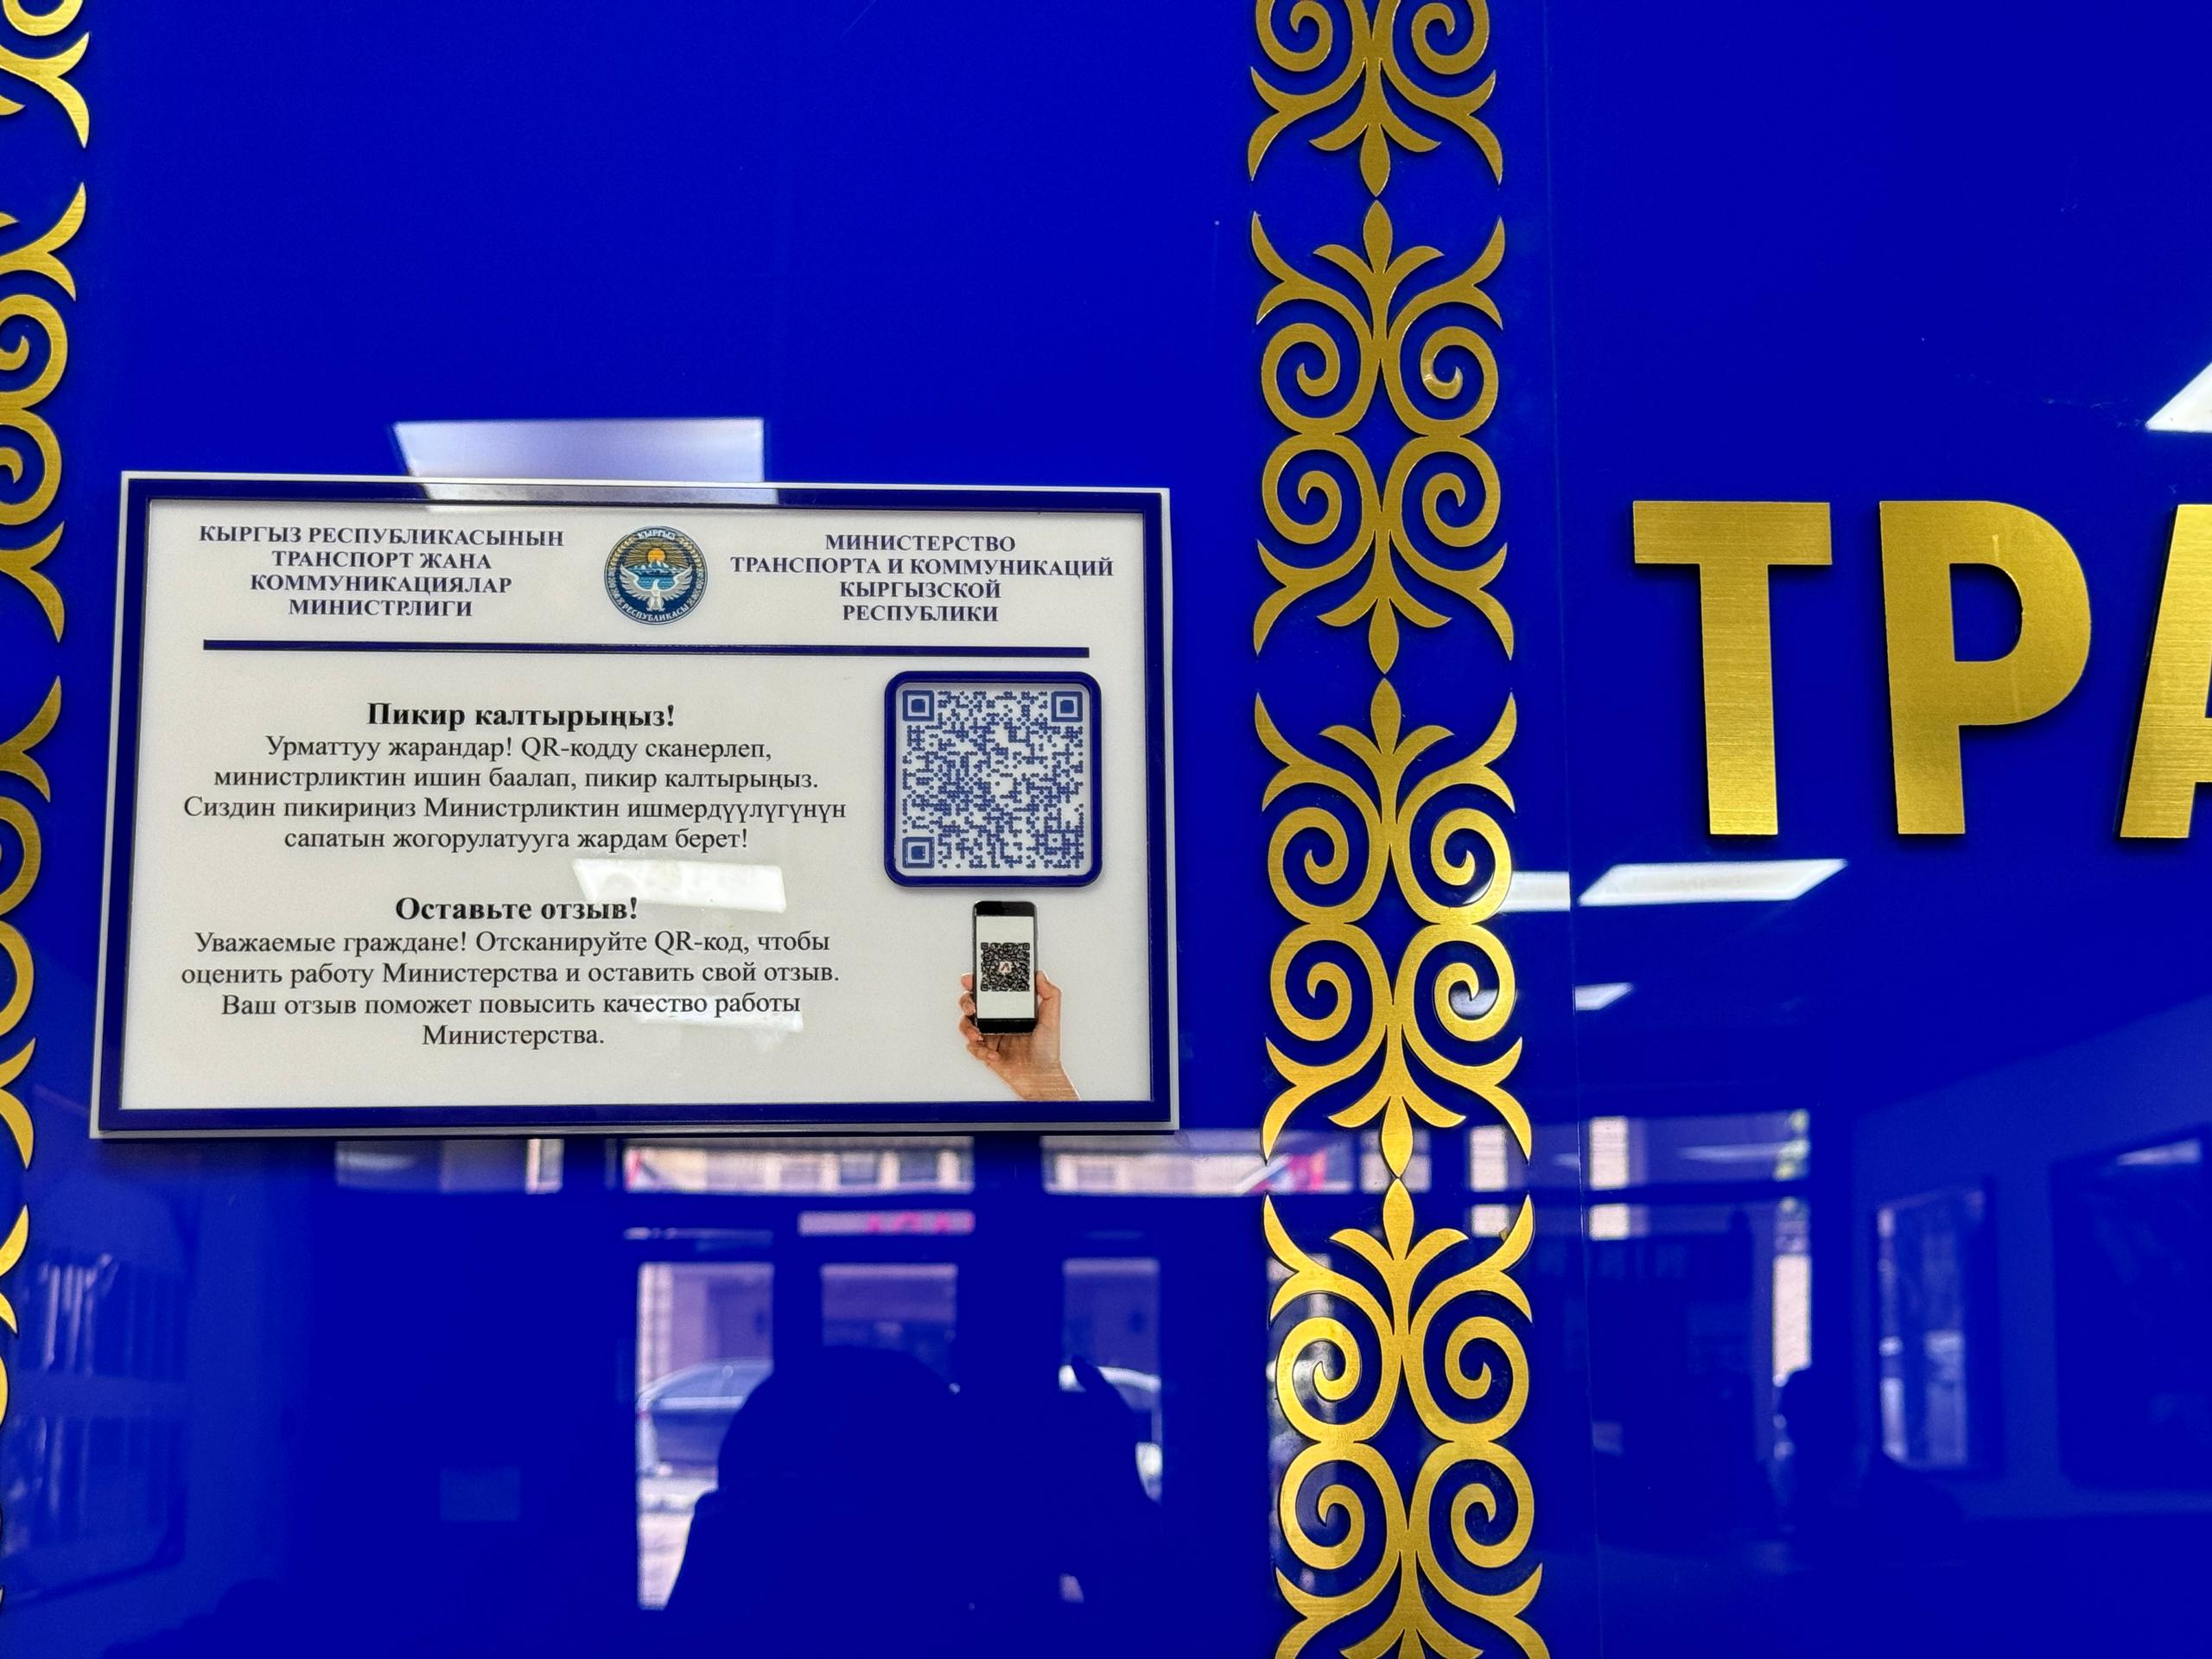 КЫРГЫЗ РЕСПУБЛИКАСЫНЫН
ТРАНСПОРТ ЖАНА
КОММУНИКАЦИЯЛАР
МИНИСТРЛИГИ
КЫРГЫЗ
РЕСПУБЛИКАСЫ
МИНИСТЕРСТВО
ТРАНСПОРТА И КОММУНИКАЦИЙ
КЫРГЫЗСКОЙ
РЕСПУБЛИКИ
Пикир калтырыңыз!
Урматтуу жарандар! QR-кодду сканерлеп,
министрликтин ишин баалап, пикир калтырыңыз.
Сиздин пикириңиз Министрликтин ишмердүүлүгүнүн
сапатын жогорулатууга жардам берет!
Оставьте отзыв!
Уважаемые граждане! Отсканируйте QR-код, чтобы
оценить работу Министерства и оставить свой отзыв.
Ваш отзыв поможет повысить качество работы
Министерства.
ТРА